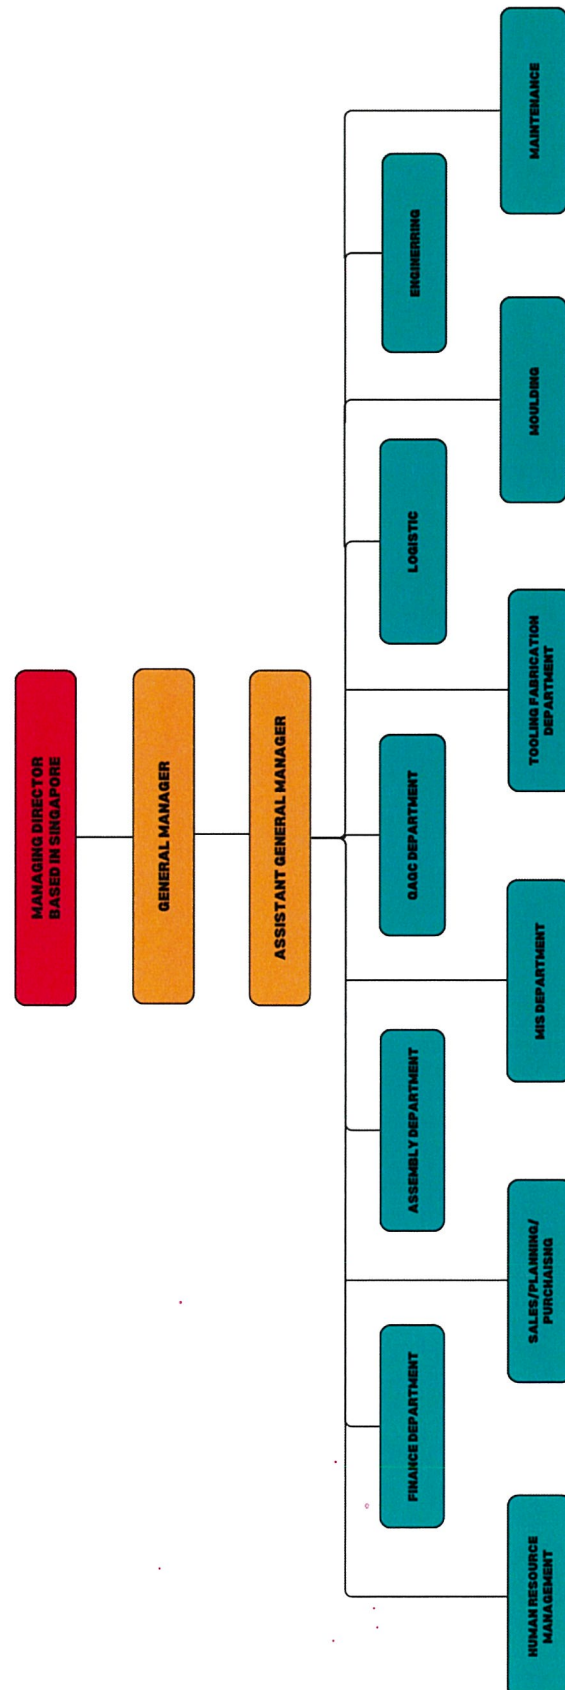 MANAGING DIRECTOR
BASED IN SINGAPORE
GENERAL MANAGER
ASSISTANT GENERAL MANAGER
FINANCE DEPARTMENT
ASSEMBLY DEPARTMENT
QAQC DEPARTMENT
LOGISTIC
ENGINERRING
HUMAN RESOURCE
MANAGEMENT
SALES/PLANNING/
PURCHAISNG
MIS DEPARTMENT
TOOLING FABRICATION
DEPARTMENT
MOULDING
MAINTENANCE